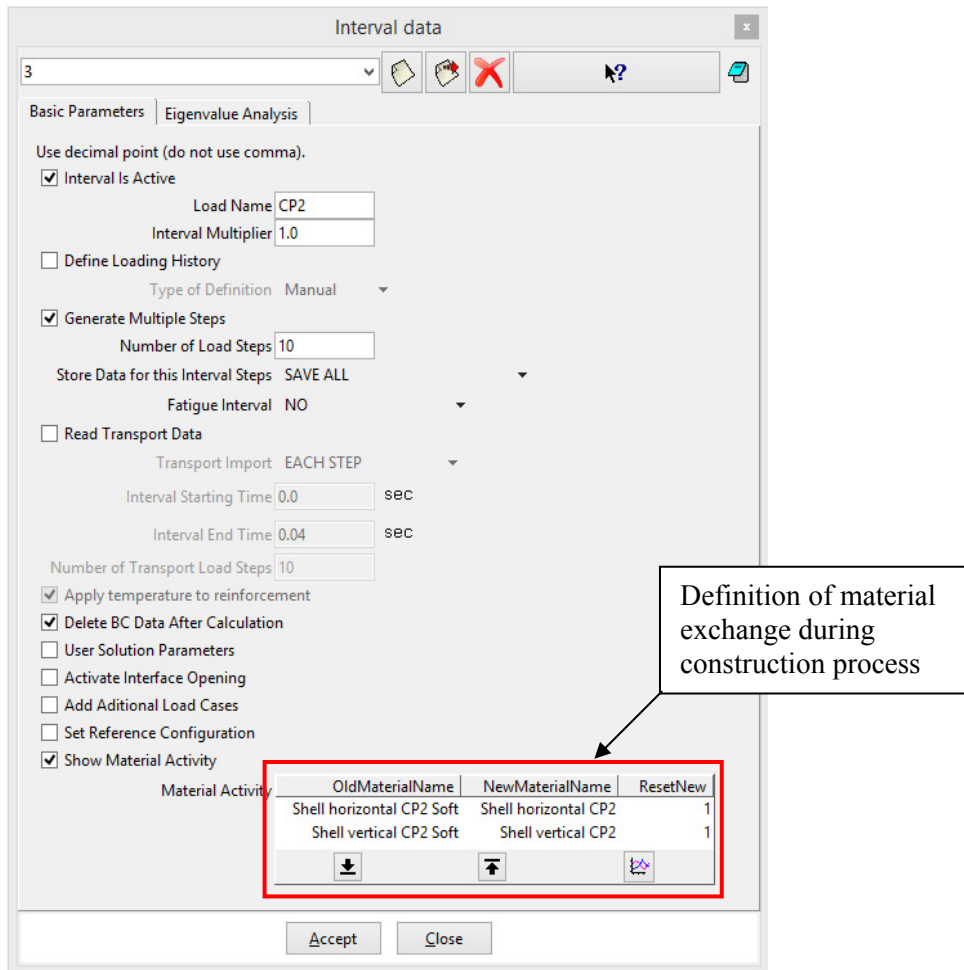 Interval data
x
3
?
Basic Parameters Eigenvalue Analysis
Use decimal point (do not use comma).
Interval Is Active
Load Name CP2
Interval Multiplier 1.0
Define Loading History
Type of Definition Manual
Generate Multiple Steps
Number of Load Steps 10
Store Data for this Interval Steps SAVE ALL
Fatigue Interval NO
Read Transport Data
Transport Import EACH STEP
Interval Starting Time 0.0 sec
Interval End Time 0.04 sec
Number of Transport Load Steps 10
Apply temperature to reinforcement
Delete BC Data After Calculation
User Solution Parameters
Activate Interface Opening
Add Aditional Load Cases
Set Reference Configuration
Show Material Activity
Definition of material
exchange during
construction process
Material Activity OldMaterialName NewMaterialName ResetNew
Shell horizontal CP2 Soft Shell horizontal CP2 1
Shell vertical CP2 Soft Shell vertical CP2 1
Accept Close